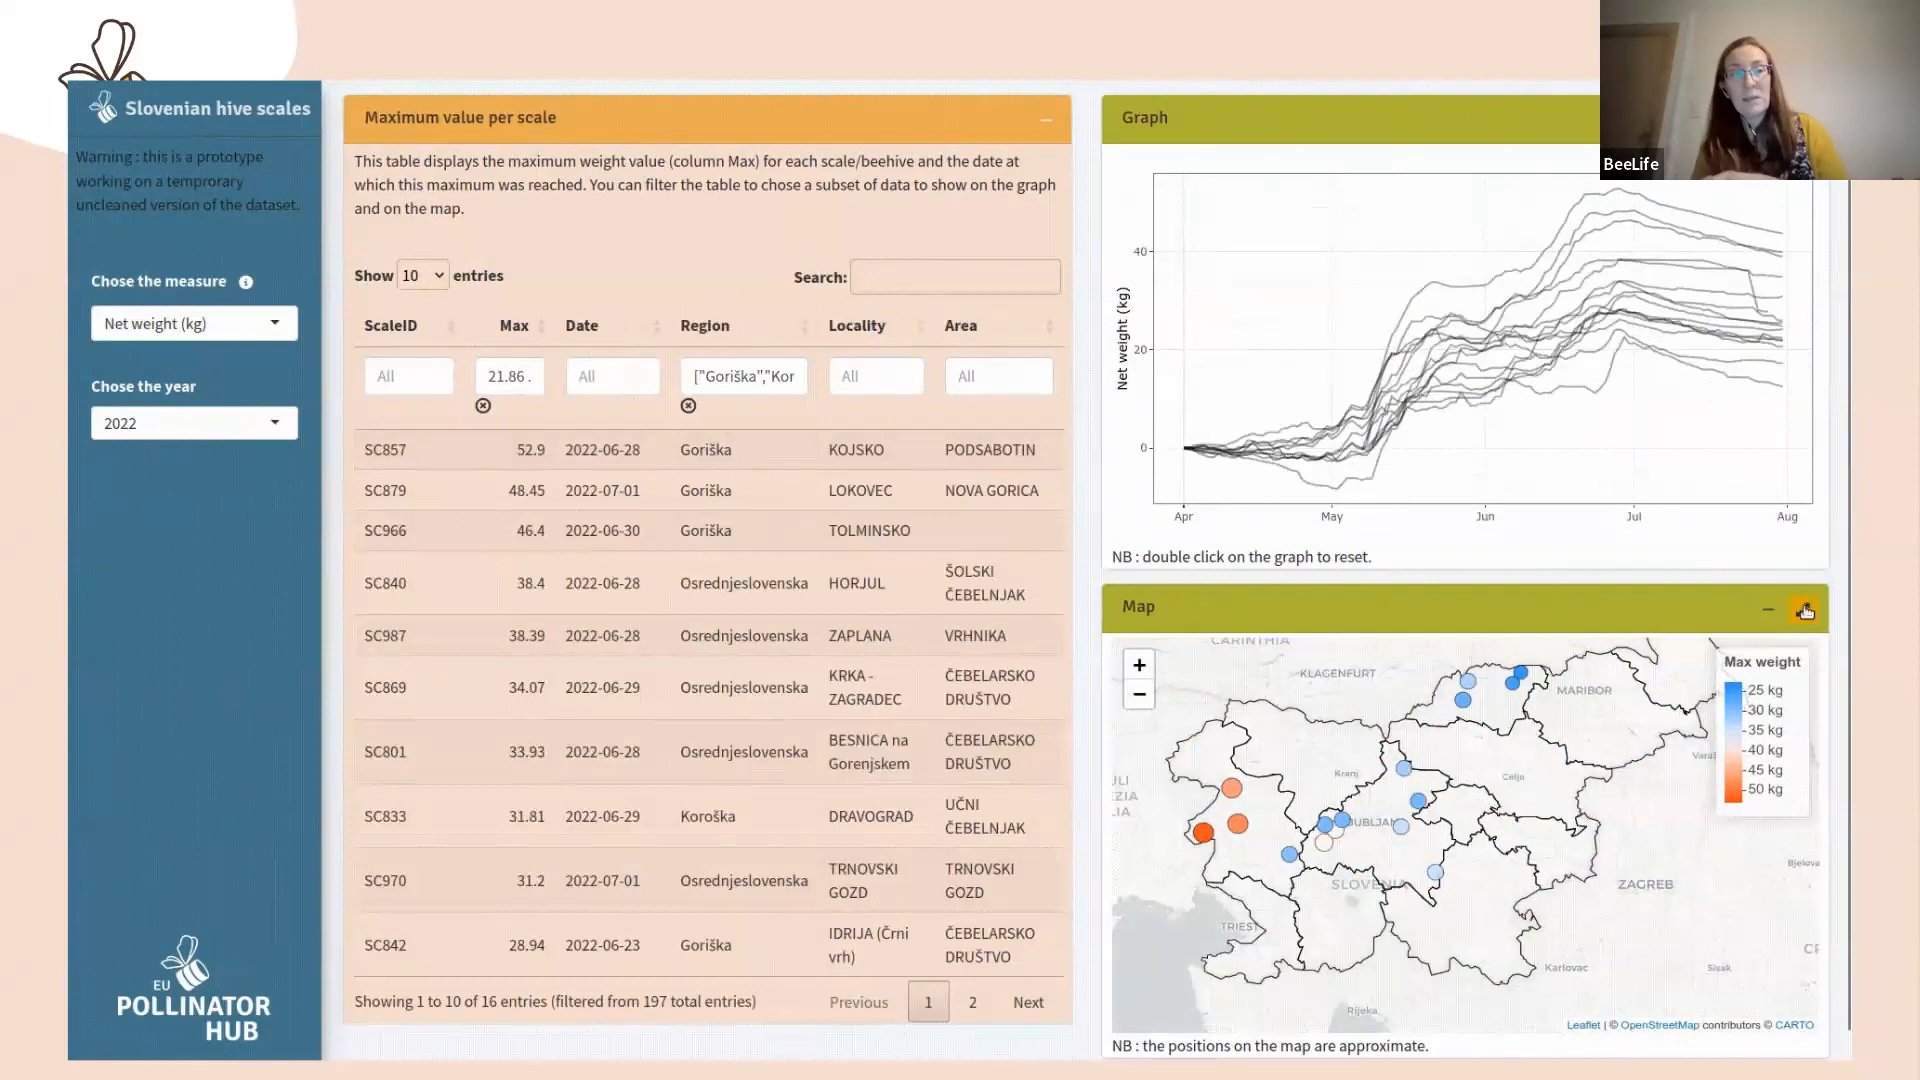 Slovenian hive scales
Warning : this is a prototype
working on a temprorary
uncleaned version of the dataset.
Chose the measure
Net weight (kg)
Chose the year
2022
EU
POLLINATOR
HUB
Maximum value per scale
This table displays the maximum weight value (column Max) for each scale/beehive and the date at
which this maximum was reached. You can filter the table to chose a subset of data to show on the graph
and on the map.
Show 10 entries
Search:
ScaleID Max Date Region Locality Area
All 21.86 . All ["Goriška","Kor All All
SC857 52.9 2022-06-28 Goriška KOJSKO PODSABOTIN
SC879 48.45 2022-07-01 Goriška LOKOVEC NOVA GORICA
SC966 46.4 2022-06-30 Goriška TOLMINSKO
SC840 38.4 2022-06-28 Osrednjeslovenska HORJUL ŠOLSKI
ČEBELNJAK
SC987 38.39 2022-06-28 Osrednjeslovenska ZAPLANA VRHNIKA
SC869 34.07 2022-06-29 Osrednjeslovenska KRKA - ČEBELARSKO
ZAGRADEC DRUŠTVO
SC801 33.93 2022-06-28 Osrednjeslovenska BESNICA na ČEBELARSKO
Gorenjskem DRUŠTVO
SC833 31.81 2022-06-29 Koroška DRAVOGRAD UČNI
ČEBELNJAK
SC970 31.2 2022-07-01 Osrednjeslovenska TRNOVSKI TRNOVSKI
GOZD GOZD
SC842 28.94 2022-06-23 Goriška IDRIJA (Črni ČEBELARSKO
vrh) DRUŠTVO
Showing 1 to 10 of 16 entries (filtered from 197 total entries)
Previous 1 2 Next
Graph
BeeLife
Net weight (kg)
40
20
0
Apr May Jun Jul Aug
NB : double click on the graph to reset.
Map
+
−
CARINTHIA
KLAGENFURT
MARIBOR
Kranj
Celje
SLOVENIA
ZAGREB
Karlovac
Sisak
Rijeka
Max weight
25 kg
30 kg
35 kg
40 kg
45 kg
50 kg
Leaflet | © OpenStreetMap contributors © CARTO
NB : the positions on the map are approximate.